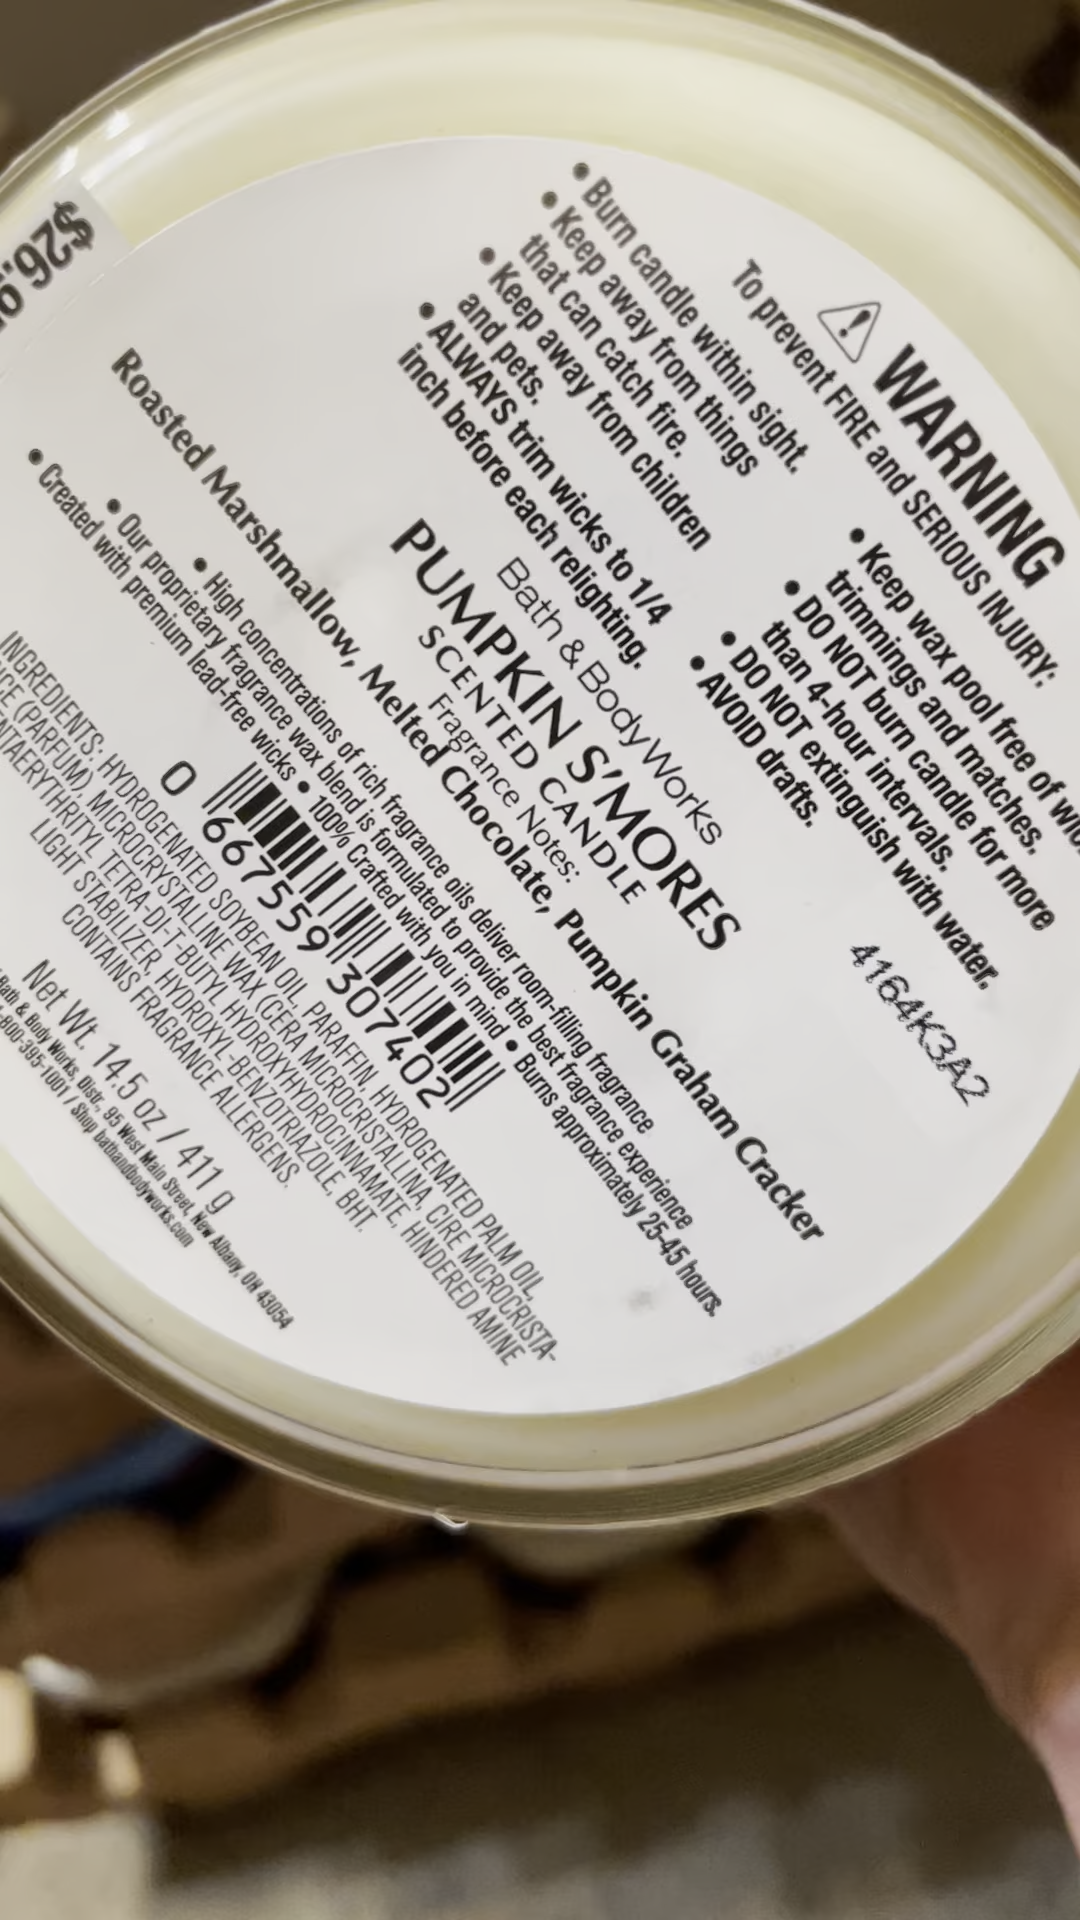 $26.9
WARNING
To prevent FIRE and SERIOUS INJURY:
• Burn candle within sight.
• Keep away from things
that can catch fire.
• Keep away from children
and pets.
• ALWAYS trim wicks to 1/4
inch before each relighting.
• Keep wax pool free of wick
trimmings and matches.
• DO NOT burn candle for more
than 4-hour intervals.
• DO NOT extinguish with water.
• AVOID drafts.
4164K3A2
Bath & Body Works
PUMPKIN S'MORES
SCENTED CANDLE
Fragrance Notes:
Roasted Marshmallow, Melted Chocolate, Pumpkin Graham Cracker
• High concentrations of rich fragrance oils deliver room-filling fragrance
• Our proprietary fragrance wax blend is formulated to provide the best fragrance experience
• Created with premium lead-free wicks • 100% Crafted with you in mind • Burns approximately 25-45 hours.
0 667559 307402
INGREDIENTS: HYDROGENATED SOYBEAN OIL, PARAFFIN, HYDROGENATED PALM OIL,
(PARFUM), MICROCRYSTALLINE WAX (CERA MICROCRISTALLINA, CIRE MICROCRISTA-
TETRA-DI-T-BUTYL HYDROXYHYDROCINNAMATE, HINDERED AMINE
LIGHT STABILIZER, HYDROXYL-BENZOTRIAZOLE, BHT.
CONTAINS FRAGRANCE ALLERGENS.
Net Wt. 14.5 oz / 411 g
Bath & Body Works, Distr., 95 West Main Street, New Albany, OH 43054
-800-395-1001 / Shop bathandbodyworks.com